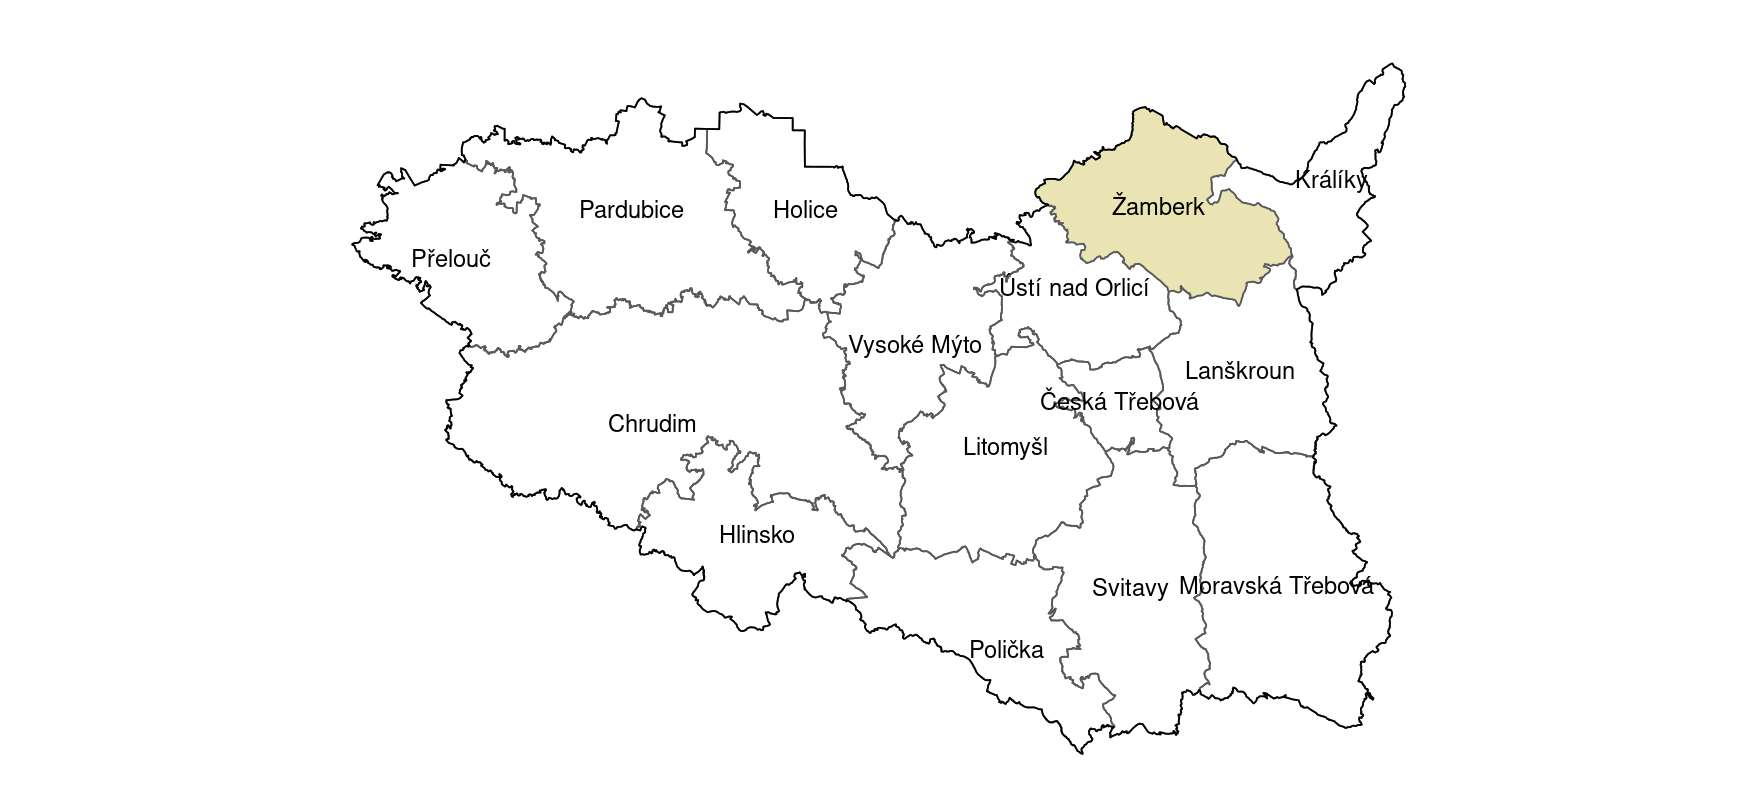 Králíky
Žamberk
Pardubice
Holice
Přelouč
Ústí nad Orlicí
Vysoké Mýto
Lanškroun
Česká Třebová
Chrudim
Litomyšl
Hlinsko
Svitavy
Moravská Třebová
Polička